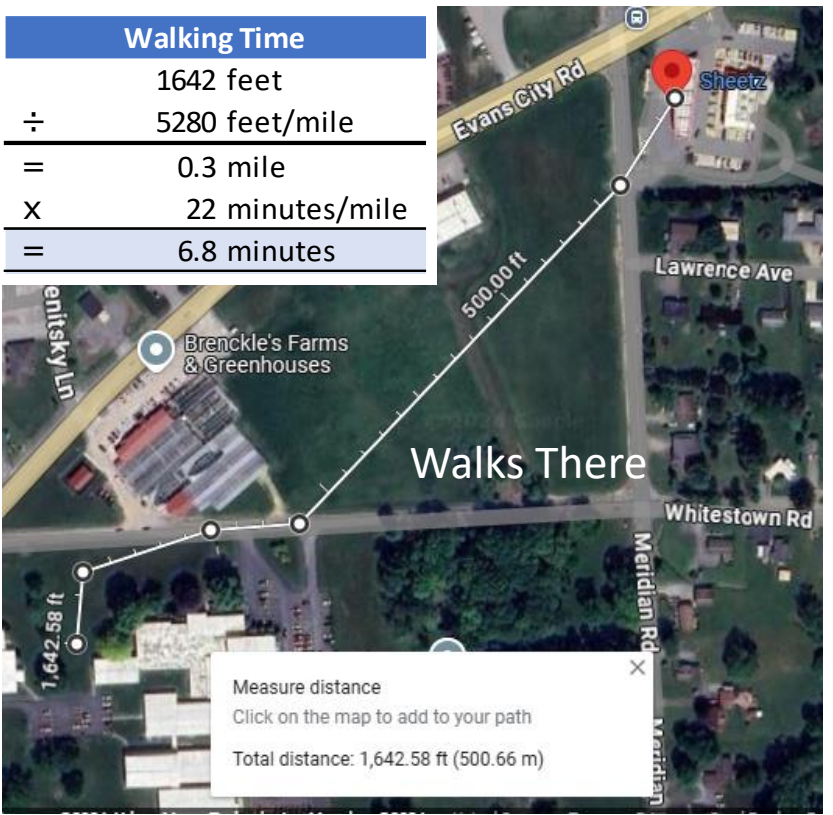 Walking Time
1642 feet
÷ 5280 feet/mile
= 0.3 mile
x 22 minutes/mile
= 6.8 minutes
Evans City Rd
Sheetz
500.00 ft
Lawrence Ave
enitsky Ln
Brenckle's Farms
& Greenhouses
Walks There
Whitestown Rd
Meridian Rd
1,642.58 ft
Measure distance
Click on the map to add to your path
Total distance: 1,642.58 ft (500.66 m)
Meridian